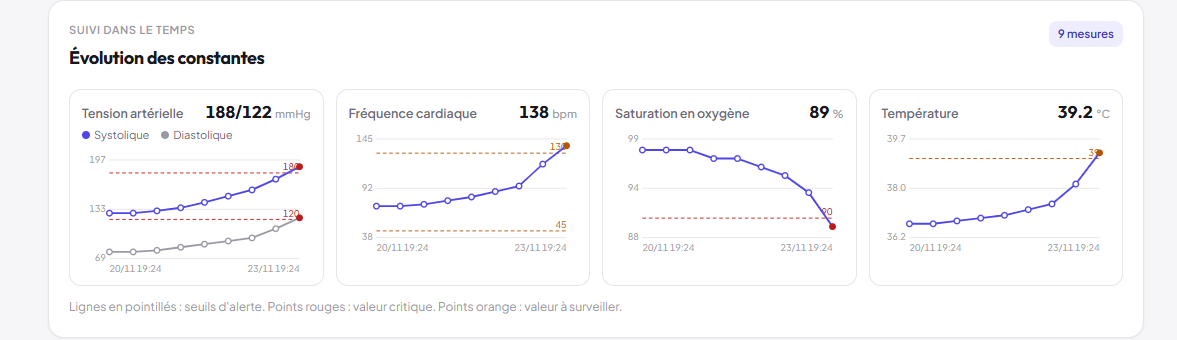 SUIVI DANS LE TEMPS
Évolution des constantes
9 mesures
Tension artérielle 188/122 mmHg
Systolique Diastolique
197
180
133
120
69
20/11 19:24 23/11 19:24
Fréquence cardiaque 138 bpm
145
130
92
45
38
20/11 19:24 23/11 19:24
Saturation en oxygène 89 %
99
94
90
88
20/11 19:24 23/11 19:24
Température 39.2 °C
39.7
39
38.0
36.2
20/11 19:24 23/11 19:24
Lignes en pointillés : seuils d'alerte. Points rouges : valeur critique. Points orange : valeur à surveiller.